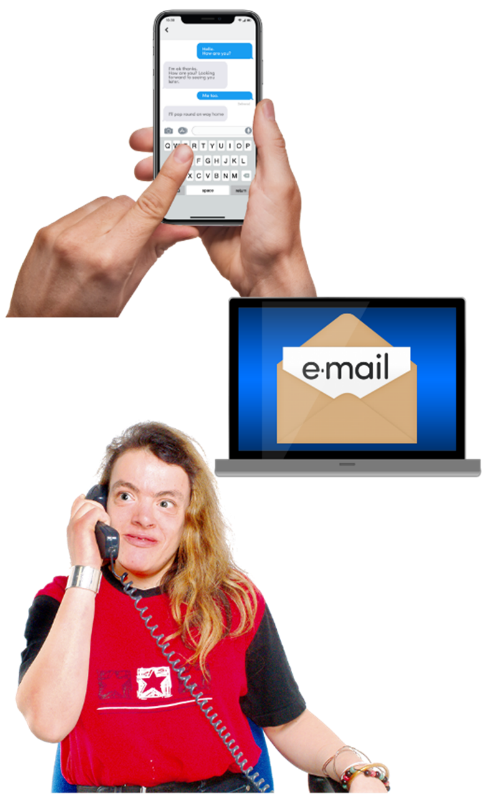 Hello.
How are you?
I'm ok thanks.
How are you? Looking
forward to seeing you
later.
Me too.
I'll pop round on way home
Q W R T Y U I O P
F G H J K L
X C V B N M
space
return
e·mail